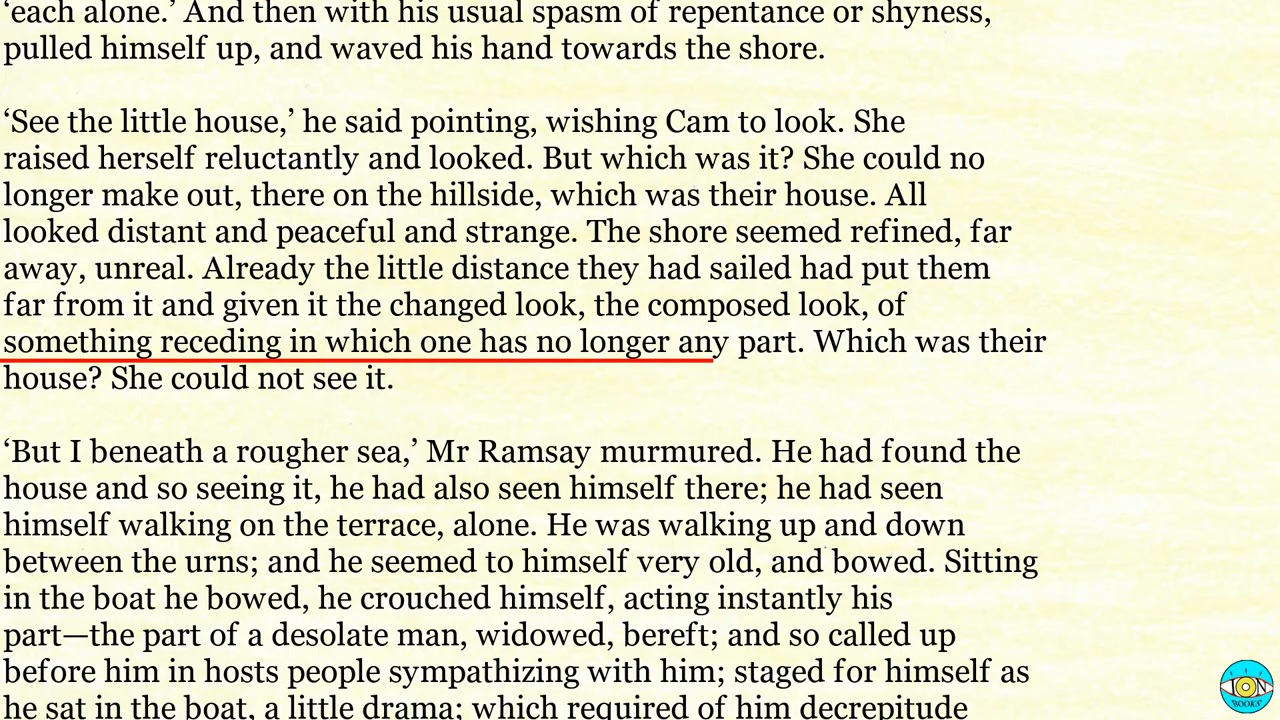 ‘each alone.’ And then with his usual spasm of repentance or shyness,
pulled himself up, and waved his hand towards the shore.
‘See the little house,’ he said pointing, wishing Cam to look. She
raised herself reluctantly and looked. But which was it? She could no
longer make out, there on the hillside, which was their house. All
looked distant and peaceful and strange. The shore seemed refined, far
away, unreal. Already the little distance they had sailed had put them
far from it and given it the changed look, the composed look, of
something receding in which one has no longer any part. Which was their
house? She could not see it.
‘But I beneath a rougher sea,’ Mr Ramsay murmured. He had found the
house and so seeing it, he had also seen himself there; he had seen
himself walking on the terrace, alone. He was walking up and down
between the urns; and he seemed to himself very old, and bowed. Sitting
in the boat he bowed, he crouched himself, acting instantly his
part—the part of a desolate man, widowed, bereft; and so called up
before him in hosts people sympathizing with him; staged for himself as
he sat in the boat, a little drama; which required of him decrepitude
ION
BOOKS